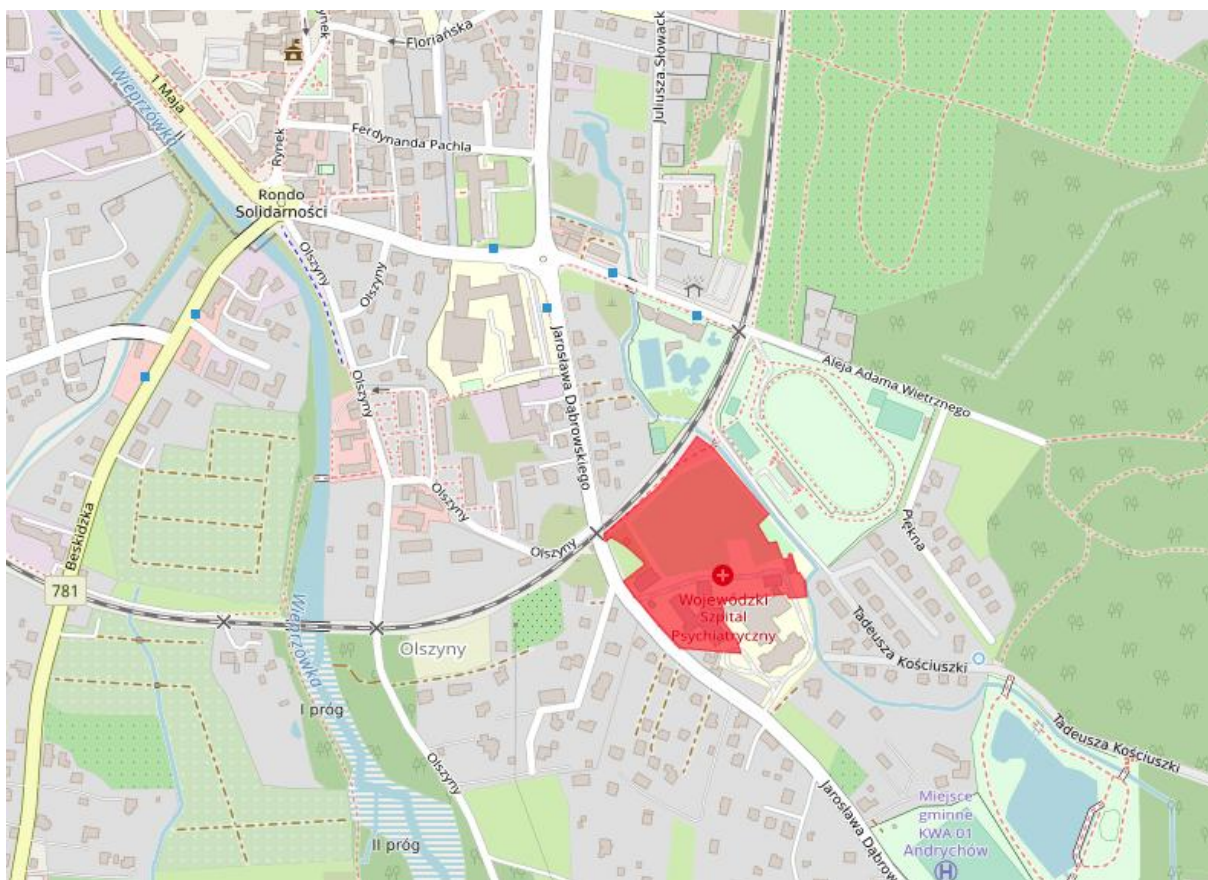 Rynek
Floriańska
Juliusza Słowack
1 Maja
Wieprzówka
Ferdynanda Pachla
Rynek
Rondo
Solidarności
Olszyny
Olszyny
Jarosława Dąbrowskiego
Aleja Adama Wietrznego
Olszyny
Olszyny
Olszyny
Piękna
Beskidzka
781
Wojewódzki
Szpital
Psychiatryczny
Wieprzówka
Olszyny
Tadeusza Kościuszki
I próg
Olszyny
Tadeusza Kościuszki
Jarosława Dąbrow
Miejsce
gminne
KWA 01
Andrychów
H
II próg